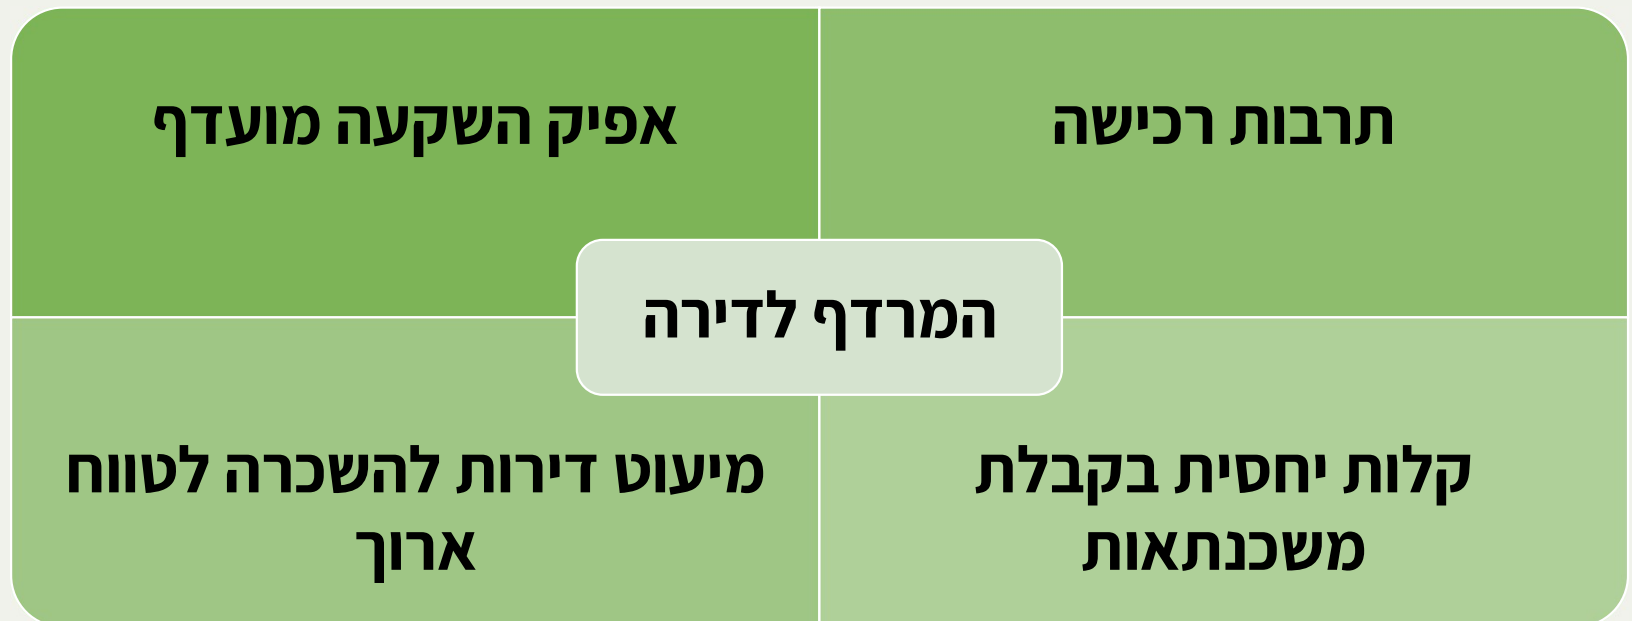 תרבות רכישה
אפיק השקעה מועדף
המרדף לדירה
קלות יחסית בקבלת
משכנתאות
מיעוט דירות להשכרה לטווח
ארוך